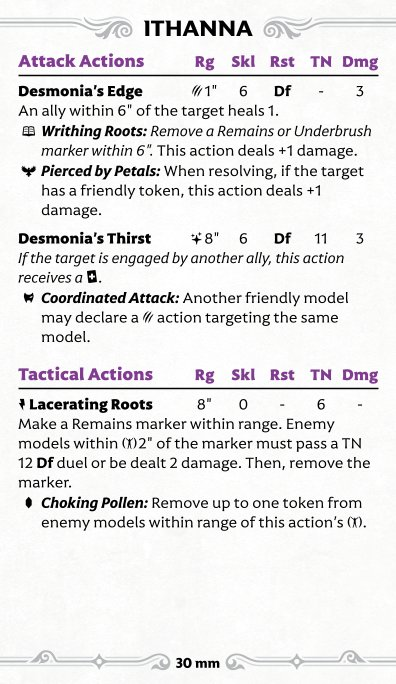 ITHANNA
Attack Actions Rg Skl Rst TN Dmg
Desmonia's Edge 1" 6 Df - 3
An ally within 6" of the target heals 1.
Writhing Roots: Remove a Remains or Underbrush
marker within 6". This action deals +1 damage.
Pierced by Petals: When resolving, if the target
has a friendly token, this action deals +1
damage.
Desmonia's Thirst 8" 6 Df 11 3
If the target is engaged by another ally, this action
receives a +.
Coordinated Attack: Another friendly model
may declare a action targeting the same
model.
Tactical Actions Rg Skl Rst TN Dmg
Lacerating Roots 8" 0 - 6 -
Make a Remains marker within range. Enemy
models within 2" of the marker must pass a TN
12 Df duel or be dealt 2 damage. Then, remove the
marker.
Choking Pollen: Remove up to one token from
enemy models within range of this action's .
30 mm